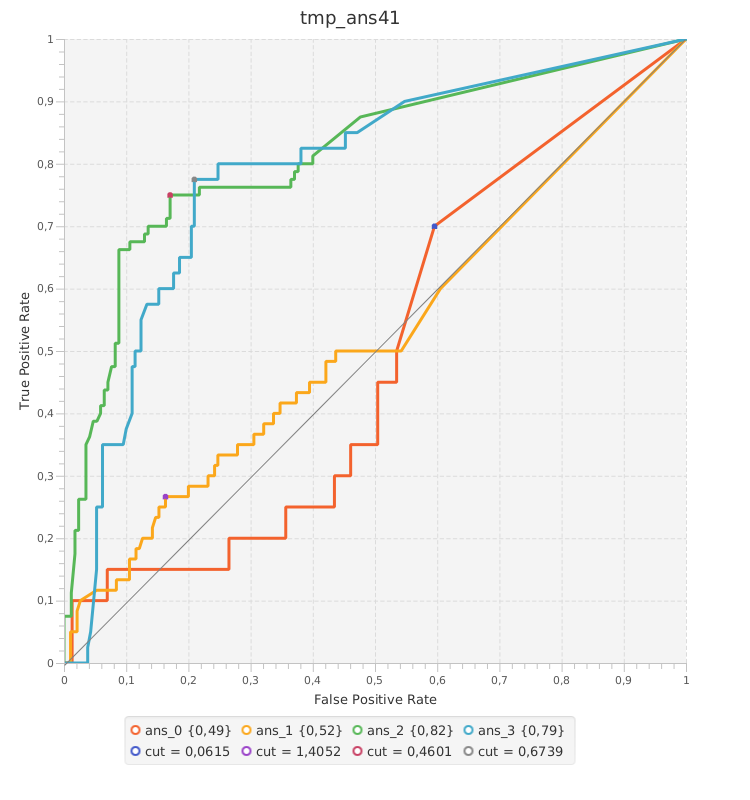 tmp_ans41
1
0,9
0,8
0,7
0,6
0,5
0,4
0,3
0,2
0,1
0
True Positive Rate
0 0,1 0,2 0,3 0,4 0,5 0,6 0,7 0,8 0,9 1
False Positive Rate
ans_0 {0,49} ans_1 {0,52} ans_2 {0,82} ans_3 {0,79}
cut = 0,0615 cut = 1,4052 cut = 0,4601 cut = 0,6739